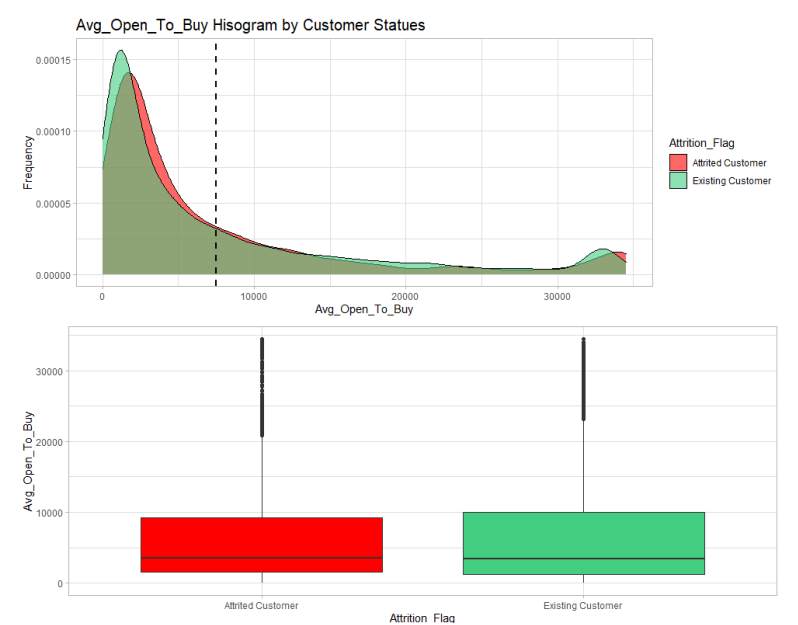 Avg_Open_To_Buy Hisogram by Customer Statues
0.00015
0.00010
0.00005
0.00000
Frequency
0
10000
20000
30000
Avg_Open_To_Buy
Attrition_Flag
Attrited Customer
Existing Customer
30000
20000
10000
0
Avg_Open_To_Buy
Attrited Customer
Existing Customer
Attrition_Flag